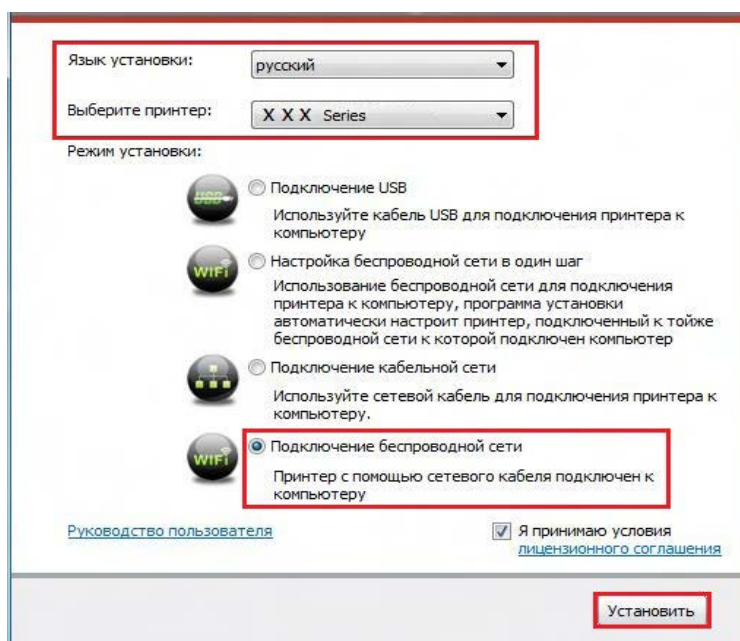 Язык установки: русский
Выберите принтер: X X X Series
Режим установки:
USB
Подключение USB
Используйте кабель USB для подключения принтера к
компьютеру
WiFi
Настройка беспроводной сети в один шаг
Использование беспроводной сети для подключения
принтера к компьютеру, программа установки
автоматически настроит принтер, подключенный к тойже
беспроводной сети к которой подключен компьютер
Подключение кабельной сети
Используйте сетевой кабель для подключения принтера к
компьютеру.
WiFi
Подключение беспроводной сети
Принтер с помощью сетевого кабеля подключен к
компьютеру
Руководство пользователя
Я принимаю условия
лицензионного соглашения
Установить